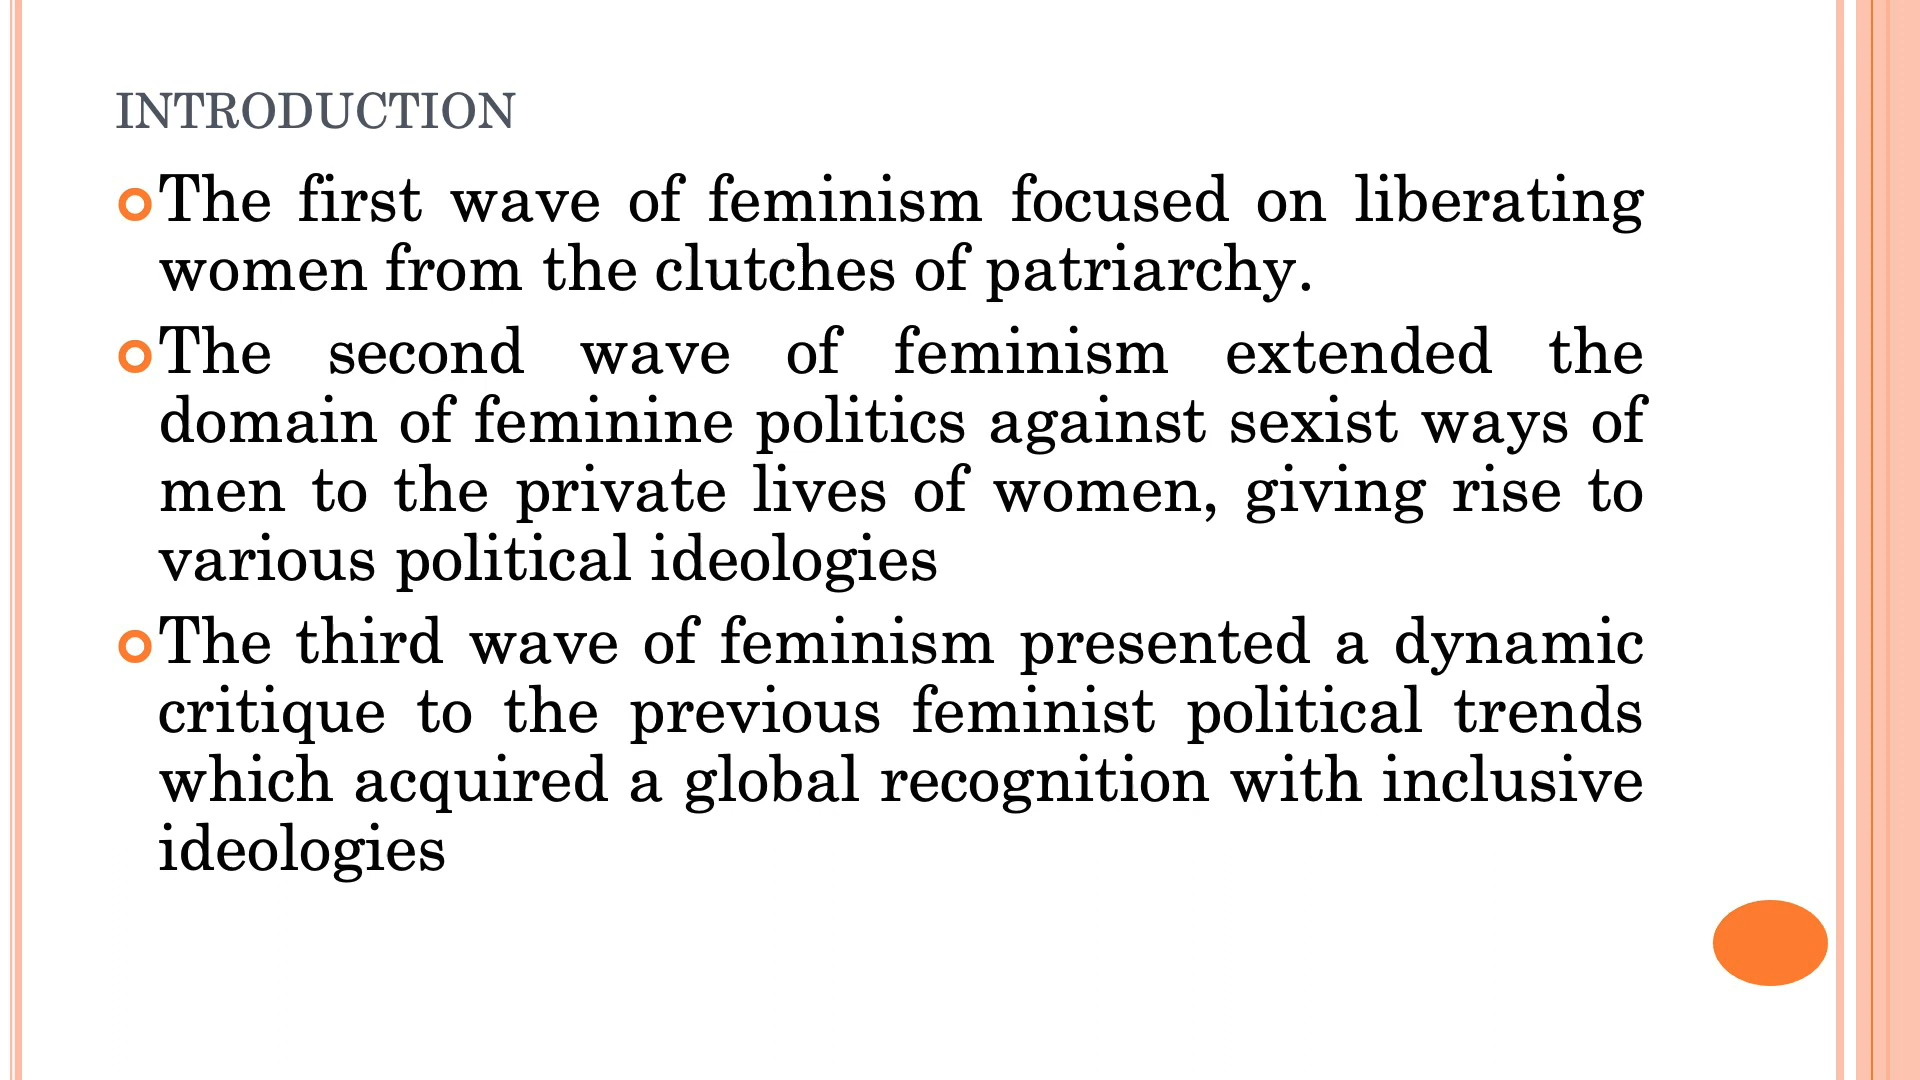 INTRODUCTION
The first wave of feminism focused on liberating
women from the clutches of patriarchy.
The second wave of feminism extended the
domain of feminine politics against sexist ways of
men to the private lives of women, giving rise to
various political ideologies
The third wave of feminism presented a dynamic
critique to the previous feminist political trends
which acquired a global recognition with inclusive
ideologies